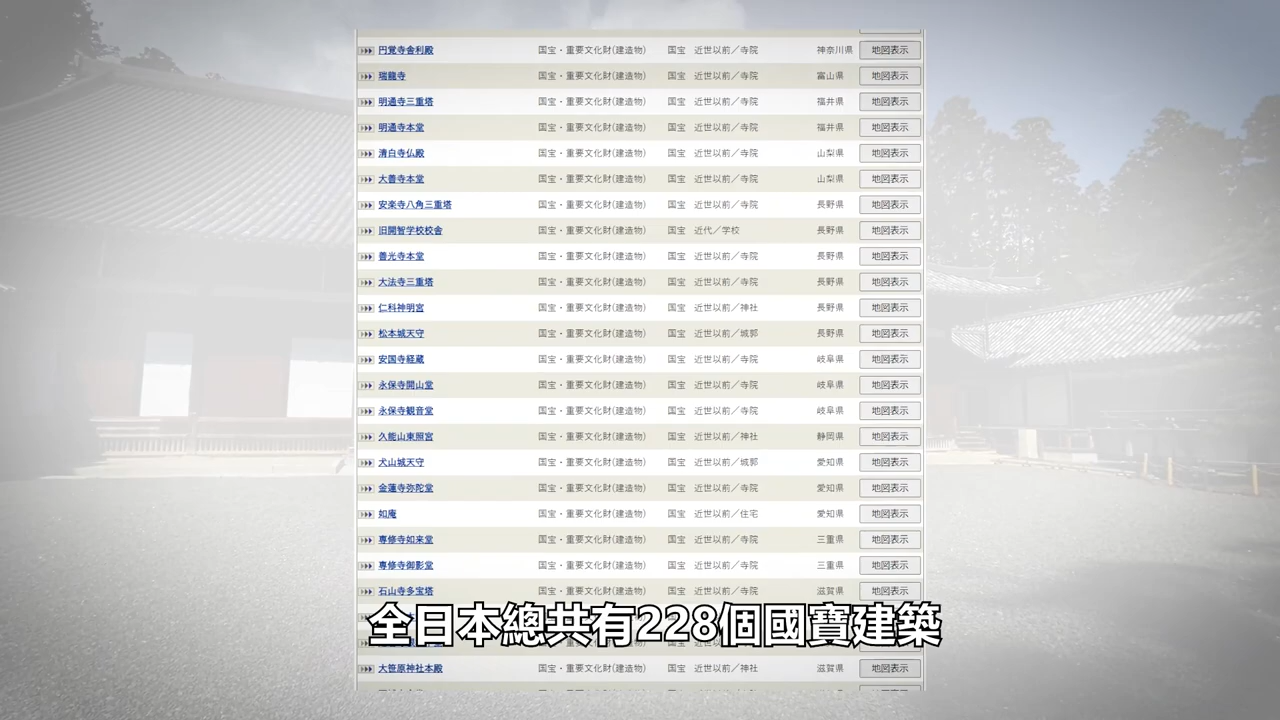 円覚寺舎利殿 国宝・重要文化財(建造物) 国宝 近世以前／寺院 神奈川県 地図表示
瑞龍寺 国宝・重要文化財(建造物) 国宝 近世以前／寺院 富山県 地図表示
明通寺三重塔 国宝・重要文化財(建造物) 国宝 近世以前／寺院 福井県 地図表示
明通寺本堂 国宝・重要文化財(建造物) 国宝 近世以前／寺院 福井県 地図表示
清白寺仏殿 国宝・重要文化財(建造物) 国宝 近世以前／寺院 山梨県 地図表示
大善寺本堂 国宝・重要文化財(建造物) 国宝 近世以前／寺院 山梨県 地図表示
安楽寺八角三重塔 国宝・重要文化財(建造物) 国宝 近世以前／寺院 長野県 地図表示
旧開智学校校舎 国宝・重要文化財(建造物) 国宝 近代／学校 長野県 地図表示
善光寺本堂 国宝・重要文化財(建造物) 国宝 近世以前／寺院 長野県 地図表示
大法寺三重塔 国宝・重要文化財(建造物) 国宝 近世以前／寺院 長野県 地図表示
仁科神明宮 国宝・重要文化財(建造物) 国宝 近世以前／神社 長野県 地図表示
松本城天守 国宝・重要文化財(建造物) 国宝 近世以前／城郭 長野県 地図表示
安国寺経蔵 国宝・重要文化財(建造物) 国宝 近世以前／寺院 岐阜県 地図表示
永保寺開山堂 国宝・重要文化財(建造物) 国宝 近世以前／寺院 岐阜県 地図表示
永保寺観音堂 国宝・重要文化財(建造物) 国宝 近世以前／寺院 岐阜県 地図表示
久能山東照宮 国宝・重要文化財(建造物) 国宝 近世以前／神社 静岡県 地図表示
犬山城天守 国宝・重要文化財(建造物) 国宝 近世以前／城郭 愛知県 地図表示
金蓮寺弥陀堂 国宝・重要文化財(建造物) 国宝 近世以前／寺院 愛知県 地図表示
如庵 国宝・重要文化財(建造物) 国宝 近世以前／住宅 愛知県 地図表示
専修寺如来堂 国宝・重要文化財(建造物) 国宝 近世以前／寺院 三重県 地図表示
専修寺御影堂 国宝・重要文化財(建造物) 国宝 近世以前／寺院 三重県 地図表示
石山寺多宝塔 国宝・重要文化財(建造物) 国宝 近世以前／寺院 滋賀県 地図表示
全日本總共有228個國寶建築
大笹原神社本殿 国宝・重要文化財(建造物) 国宝 近世以前／神社 滋賀県 地図表示